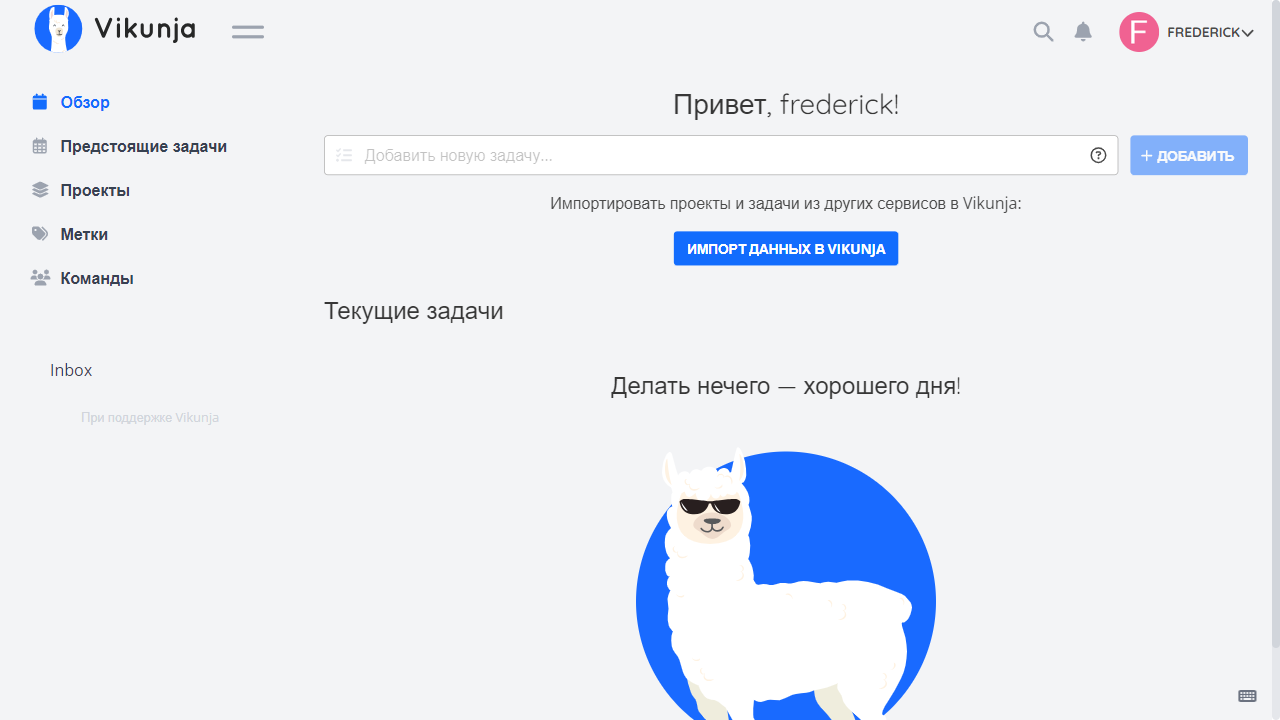 Vikunja
F FREDERICK
Обзор
Предстоящие задачи
Проекты
Метки
Команды
Inbox
При поддержке Vikunja
Привет, frederick!
Добавить новую задачу...
+ ДОБАВИТЬ
Импортировать проекты и задачи из других сервисов в Vikunja:
ИМПОРТ ДАННЫХ В VIKUNJA
Текущие задачи
Делать нечего — хорошего дня!